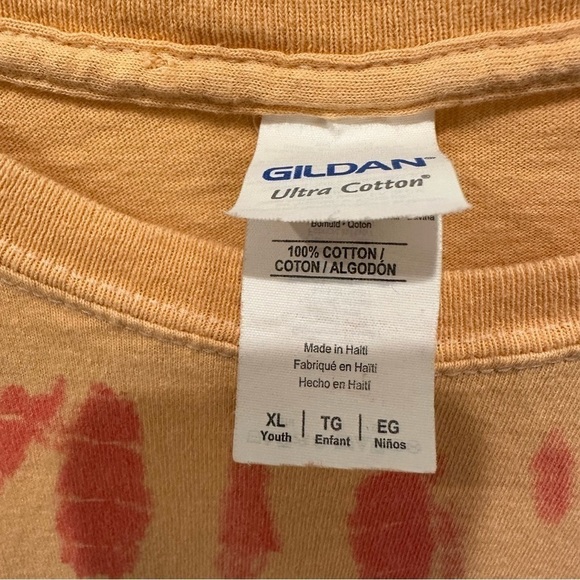 GILDAN™
Ultra Cotton®
100% COTTON /
COTON / ALGODÓN
Made in Haiti
Fabriqué en Haïti
Hecho en Haití
XL | TG | EG
Youth | Enfant | Niños